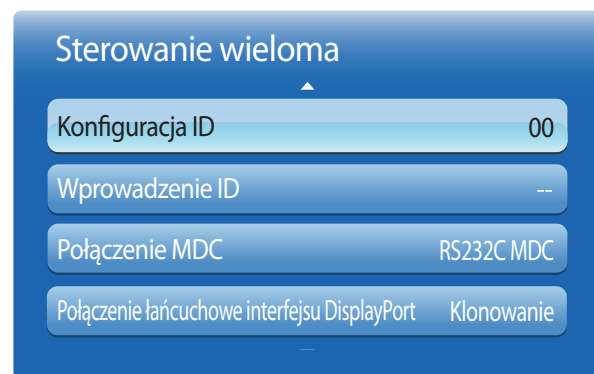 Sterowanie wieloma
Konfiguracja ID 00
Wprowadzenie ID --
Połączenie MDC RS232C MDC
Połączenie łańcuchowe interfejsu DisplayPort Klonowanie